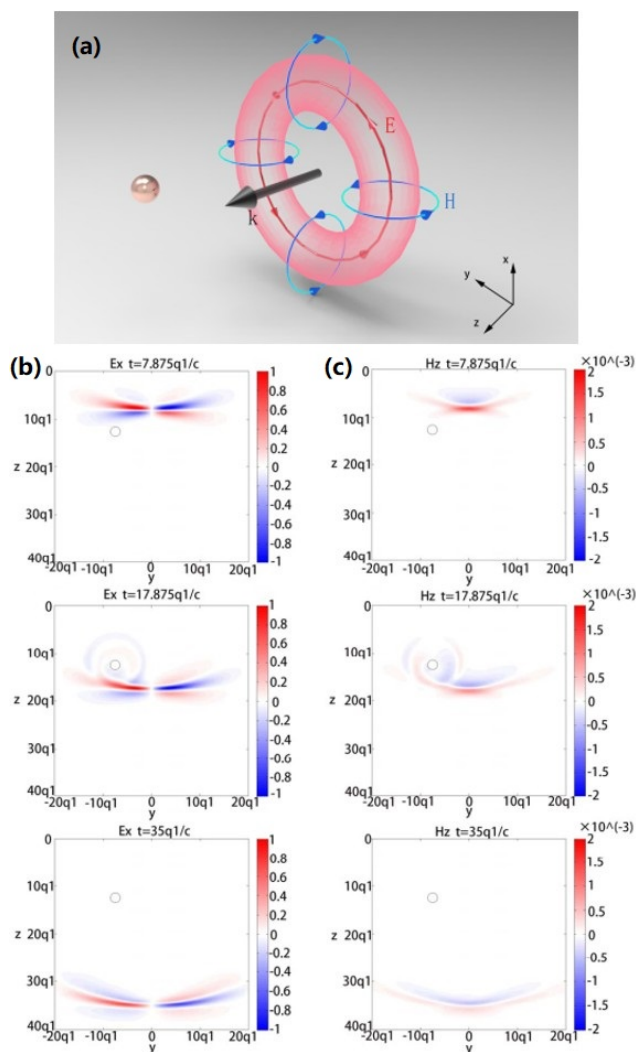 (a)
E
H
k
x
y
z
(b)
Ex t=7.875q1/c
0
10q1
z 20q1
30q1
40q1
-20q1 -10q1 0 10q1 20q1
y
1
0.8
0.6
0.4
0.2
0
-0.2
-0.4
-0.6
-0.8
-1
(c)
Hz t=7.875q1/c
0
10q1
z 20q1
30q1
40q1
-20q1 -10q1 0 10q1 20q1
y
×10^(-3)
2
1.5
1
0.5
0
-0.5
-1
-1.5
-2
Ex t=17.875q1/c
0
10q1
z 20q1
30q1
40q1
-20q1 -10q1 0 10q1 20q1
y
1
0.8
0.6
0.4
0.2
0
-0.2
-0.4
-0.6
-0.8
-1
Hz t=17.875q1/c
0
10q1
z 20q1
30q1
40q1
-20q1 -10q1 0 10q1 20q1
y
×10^(-3)
2
1.5
1
0.5
0
-0.5
-1
-1.5
-2
Ex t=35q1/c
0
10q1
z 20q1
30q1
40q1
-20q1 -10q1 0 10q1 20q1
y
1
0.8
0.6
0.4
0.2
0
-0.2
-0.4
-0.6
-0.8
-1
Hz t=35q1/c
0
10q1
z 20q1
30q1
40q1
-20q1 -10q1 0 10q1 20q1
y
×10^(-3)
2
1.5
1
0.5
0
-0.5
-1
-1.5
-2